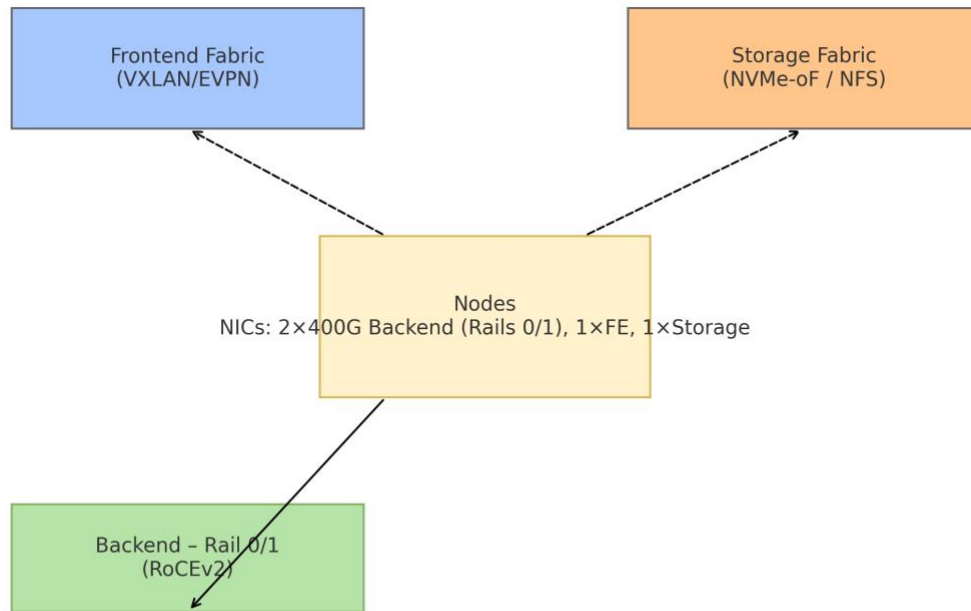 Frontend Fabric
(VXLAN/EVPN)
Storage Fabric
(NVMe-oF / NFS)
Nodes
NICs: 2×400G Backend (Rails 0/1), 1×FE, 1×Storage
Backend – Rail 0/1
(RoCEv2)